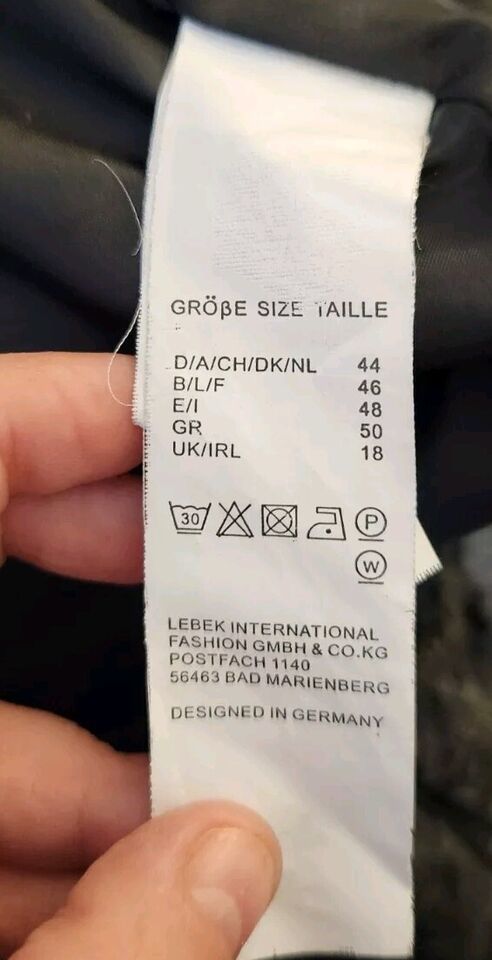 GRÖβE SIZE TAILLE
D/A/CH/DK/NL 44
B/L/F 46
E/I 48
GR 50
UK/IRL 18
30 P
W
LEBEK INTERNATIONAL
FASHION GMBH & CO.KG
POSTFACH 1140
56463 BAD MARIENBERG
DESIGNED IN GERMANY